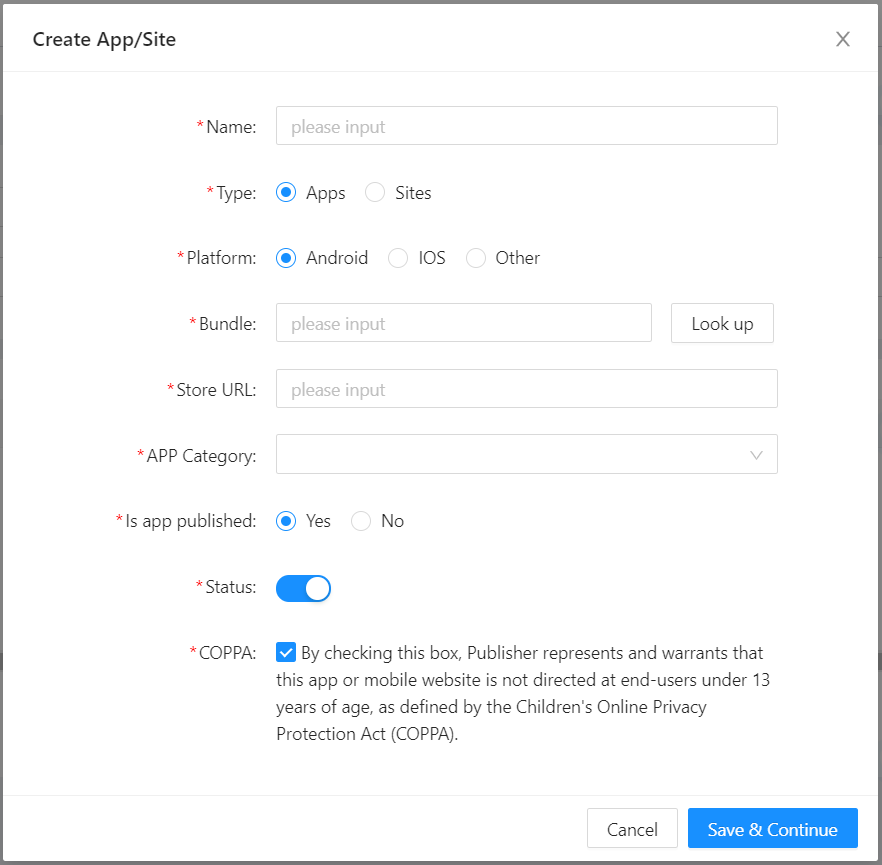 Create App/Site
*Name: please input
*Type: Apps Sites
*Platform: Android IOS Other
*Bundle: please input Look up
*Store URL: please input
*APP Category:
*Is app published: Yes No
*Status:
*COPPA: By checking this box, Publisher represents and warrants that
this app or mobile website is not directed at end-users under 13
years of age, as defined by the Children's Online Privacy
Protection Act (COPPA).
Cancel Save & Continue